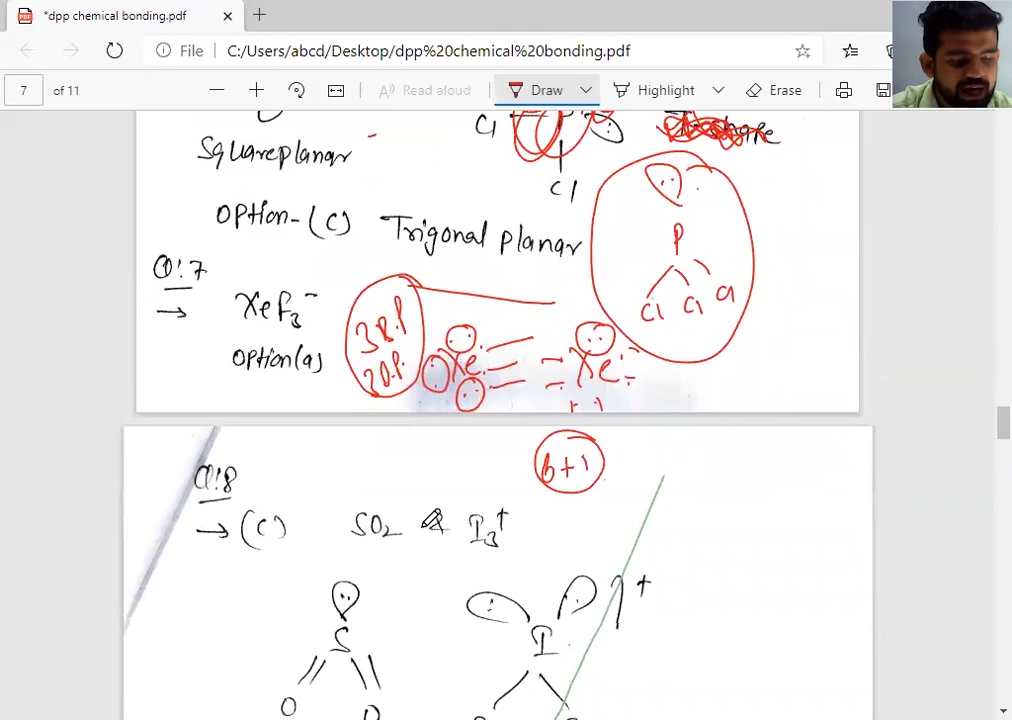 *dpp chemical bonding.pdf
File C:/Users/abcd/Desktop/dpp%20chemical%20bonding.pdf
7 of 11 Read aloud Draw Highlight Erase
Cl
Squareplanar
Cl
Option-(C) Trigonal planar
P
Cl Cl Cl
Q:7
→ XeF3⁻
3B.P
3l.P.
Option(a)
Xe Xe
6+1
Q:8
→ (C) SO2 & I3⁺
+
S I
O O